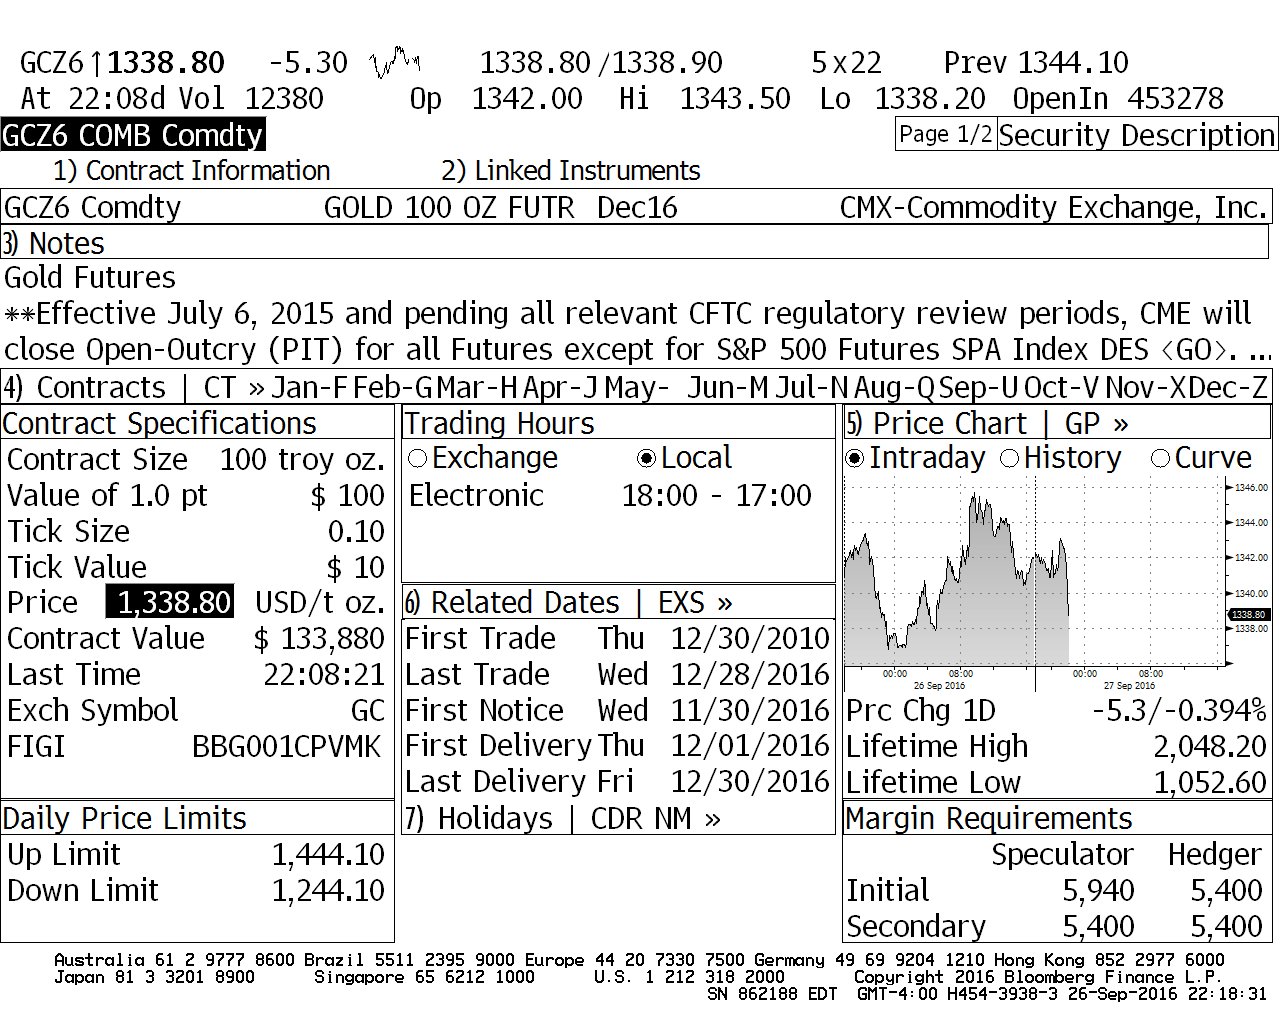 GCZ6 ↑1338.80 -5.30 1338.80 /1338.90 5x22 Prev 1344.10
At 22:08d Vol 12380 Op 1342.00 Hi 1343.50 Lo 1338.20 OpenIn 453278
GCZ6 COMB Comdty Page 1/2 Security Description
1) Contract Information 2) Linked Instruments
GCZ6 Comdty GOLD 100 OZ FUTR Dec16 CMX-Commodity Exchange, Inc.
3) Notes
Gold Futures
**Effective July 6, 2015 and pending all relevant CFTC regulatory review periods, CME will
close Open-Outcry (PIT) for all Futures except for S&P 500 Futures SPA Index DES <GO>. ...
4) Contracts | CT » Jan-F Feb-G Mar-H Apr-J May- Jun-M Jul-N Aug-Q Sep-U Oct-V Nov-X Dec-Z
Contract Specifications
Contract Size 100 troy oz.
Value of 1.0 pt $ 100
Tick Size 0.10
Tick Value $ 10
Price 1,338.80 USD/t oz.
Contract Value $ 133,880
Last Time 22:08:21
Exch Symbol GC
FIGI BBG001CPVMK
Daily Price Limits
Up Limit 1,444.10
Down Limit 1,244.10
Trading Hours
Exchange Local
Electronic 18:00 - 17:00
6) Related Dates | EXS »
First Trade Thu 12/30/2010
Last Trade Wed 12/28/2016
First Notice Wed 11/30/2016
First Delivery Thu 12/01/2016
Last Delivery Fri 12/30/2016
7) Holidays | CDR NM »
5) Price Chart | GP »
Intraday History Curve
1346.00
1344.00
1342.00
1340.00
1338.80
1338.00
00:00 08:00 00:00 08:00
26 Sep 2016 27 Sep 2016
Prc Chg 1D -5.3/-0.394%
Lifetime High 2,048.20
Lifetime Low 1,052.60
Margin Requirements
Speculator Hedger
Initial 5,940 5,400
Secondary 5,400 5,400
Australia 61 2 9777 8600 Brazil 5511 2395 9000 Europe 44 20 7330 7500 Germany 49 69 9204 1210 Hong Kong 852 2977 6000
Japan 81 3 3201 8900 Singapore 65 6212 1000 U.S. 1 212 318 2000 Copyright 2016 Bloomberg Finance L.P.
SN 862188 EDT GMT-4:00 H454-3938-3 26-Sep-2016 22:18:31